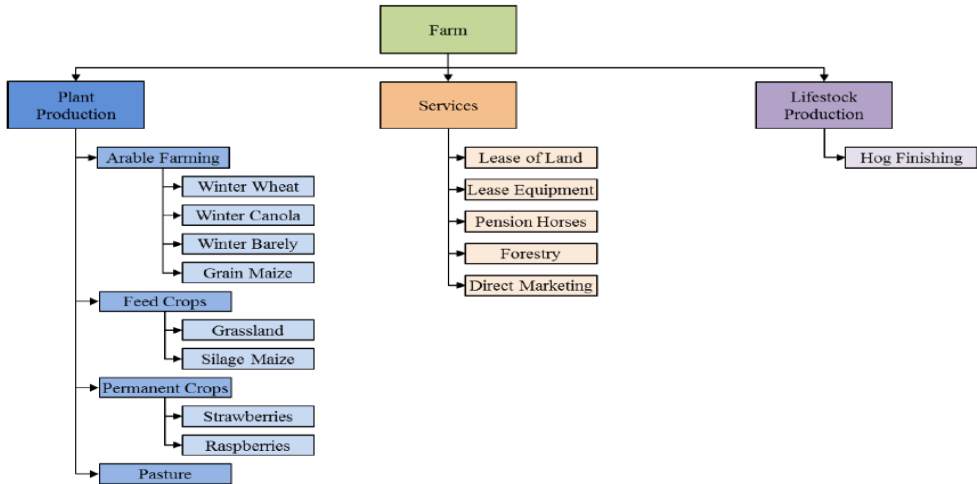 Farm
Plant
Production
Arable Farming
Winter Wheat
Winter Canola
Winter Barely
Grain Maize
Feed Crops
Grassland
Silage Maize
Permanent Crops
Strawberries
Raspberries
Pasture
Services
Lease of Land
Lease Equipment
Pension Horses
Forestry
Direct Marketing
Lifestock
Production
Hog Finishing